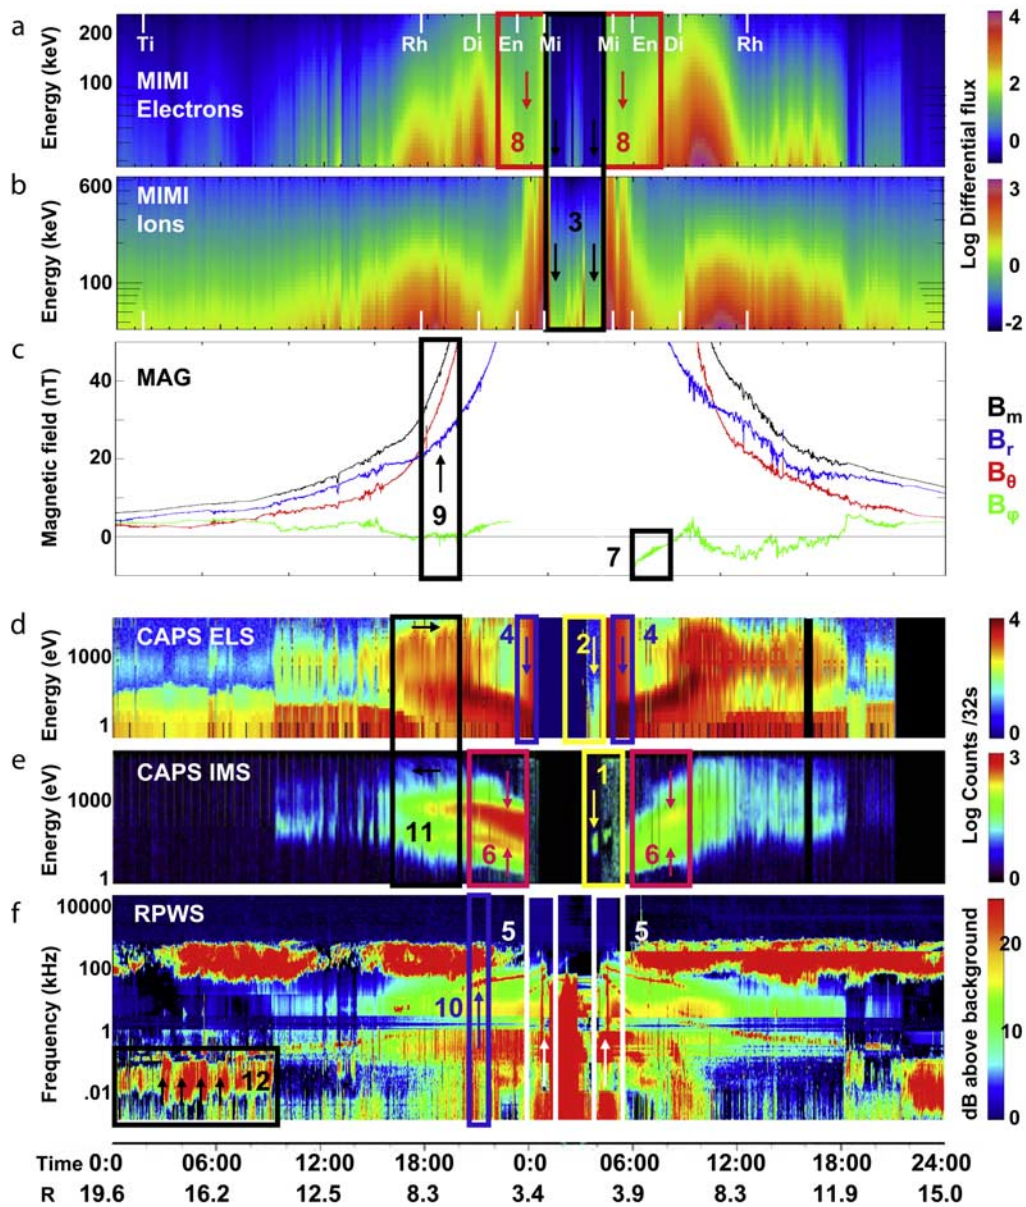 a
Energy (keV)
200
100
MIMI
Electrons
Ti
Rh
Di
En
Mi
Mi
En
Di
Rh
8
8
4
2
0
Log Differential flux
b
Energy (keV)
600
100
MIMI
Ions
3
3
2
0
-2
c
Magnetic field (nT)
40
20
0
MAG
9
7
Bm
Br
Bθ
Bφ
d
Energy (eV)
1000
1
CAPS ELS
4
2
4
4
2
0
Log Counts /32s
e
Energy (eV)
1000
1
CAPS IMS
11
6
1
6
3
2
0
f
Frequency (kHz)
10000
100
1
.01
RPWS
5
5
10
12
20
10
0
dB above background
Time 0:0 06:00 12:00 18:00 0:00 06:00 12:00 18:00 24:00
R 19.6 16.2 12.5 8.3 3.4 3.9 8.3 11.9 15.0